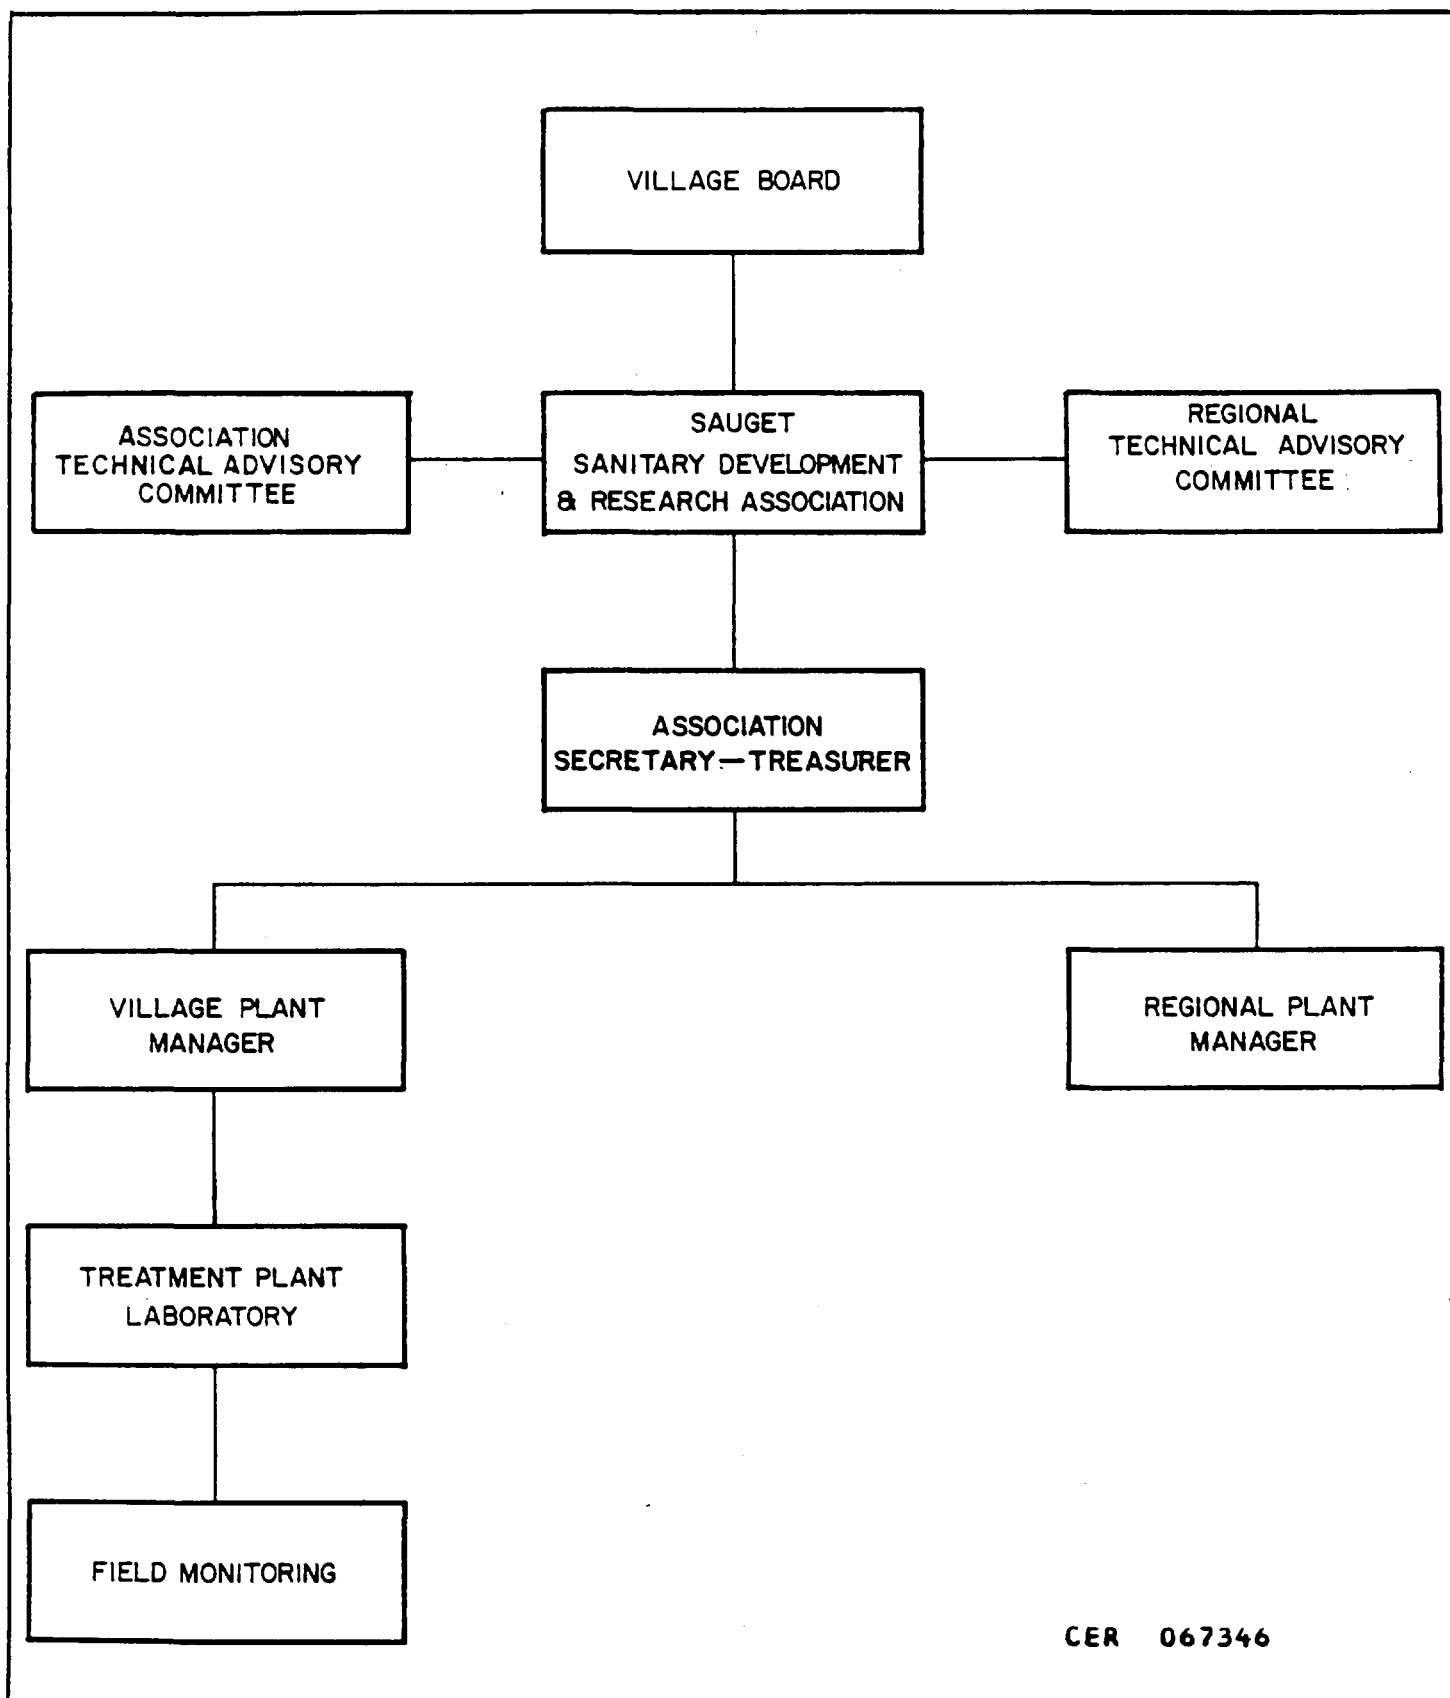 VILLAGE BOARD
ASSOCIATION
TECHNICAL ADVISORY
COMMITTEE
SAUGET
SANITARY DEVELOPMENT
& RESEARCH ASSOCIATION
REGIONAL
TECHNICAL ADVISORY
COMMITTEE
ASSOCIATION
SECRETARY—TREASURER
VILLAGE PLANT
MANAGER
REGIONAL PLANT
MANAGER
TREATMENT PLANT
LABORATORY
FIELD MONITORING
CER 067346